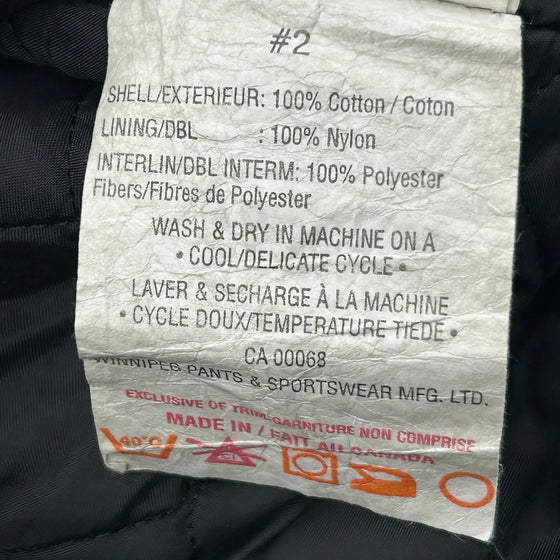 #2
SHELL/EXTERIEUR: 100% Cotton / Coton
LINING/DBL : 100% Nylon
INTERLIN/DBL INTERM: 100% Polyester
Fibers/Fibres de Polyester
WASH & DRY IN MACHINE ON A
• COOL/DELICATE CYCLE •
LAVER & SECHARGE À LA MACHINE
• CYCLE DOUX/TEMPERATURE TIEDE •
CA 00068
WINNIPEG PANTS & SPORTSWEAR MFG. LTD.
EXCLUSIVE OF TRIM-GARNITURE NON COMPRISE
MADE IN / FAIT AU CANADA
60°C
CL